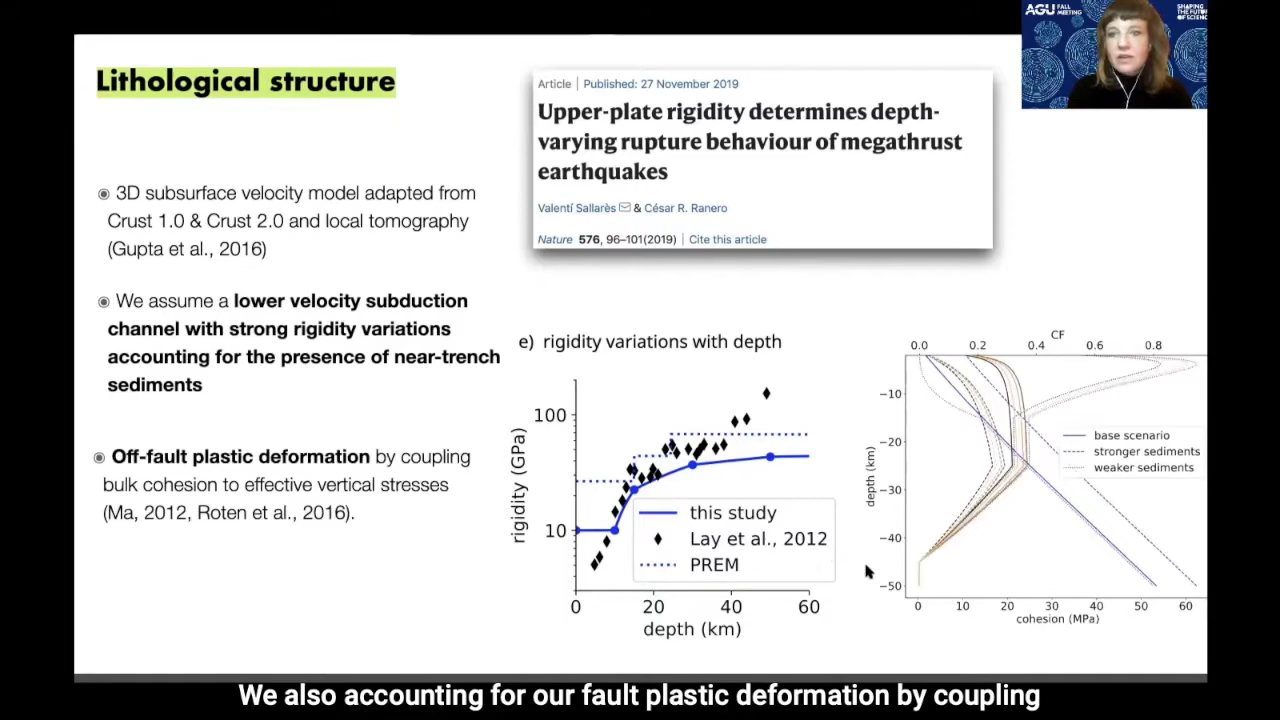 AGU FALL MEETING
SHAPING THE FUTURE OF SCIENCE
Lithological structure
Article | Published: 27 November 2019
Upper-plate rigidity determines depth-
varying rupture behaviour of megathrust
earthquakes
Valentí Sallarès & César R. Ranero
Nature 576, 96–101(2019) | Cite this article
◉ 3D subsurface velocity model adapted from
Crust 1.0 & Crust 2.0 and local tomography
(Gupta et al., 2016)
◉ We assume a lower velocity subduction
channel with strong rigidity variations
accounting for the presence of near-trench
sediments
◉ Off-fault plastic deformation by coupling
bulk cohesion to effective vertical stresses
(Ma, 2012, Roten et al., 2016).
e) rigidity variations with depth
100
10
rigidity (GPa)
this study
Lay et al., 2012
PREM
0 20 40 60
depth (km)
CF
0.0 0.2 0.4 0.6 0.8
−10
−20
−30
−40
−50
depth (km)
base scenario
stronger sediments
weaker sediments
0 10 20 30 40 50 60
cohesion (MPa)
We also accounting for our fault plastic deformation by coupling